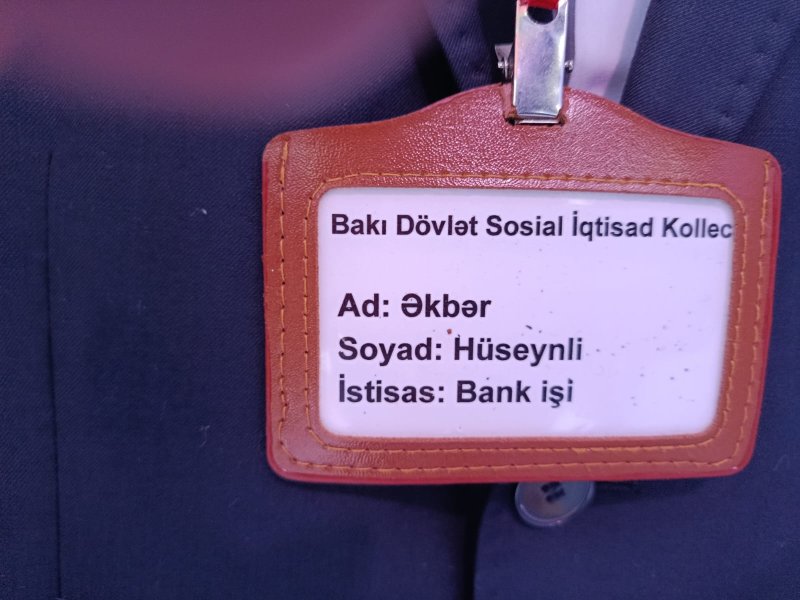 Bakı Dövlət Sosial İqtisad Kollec
Ad: Əkbər
Soyad: Hüseynli
İstisas: Bank işi